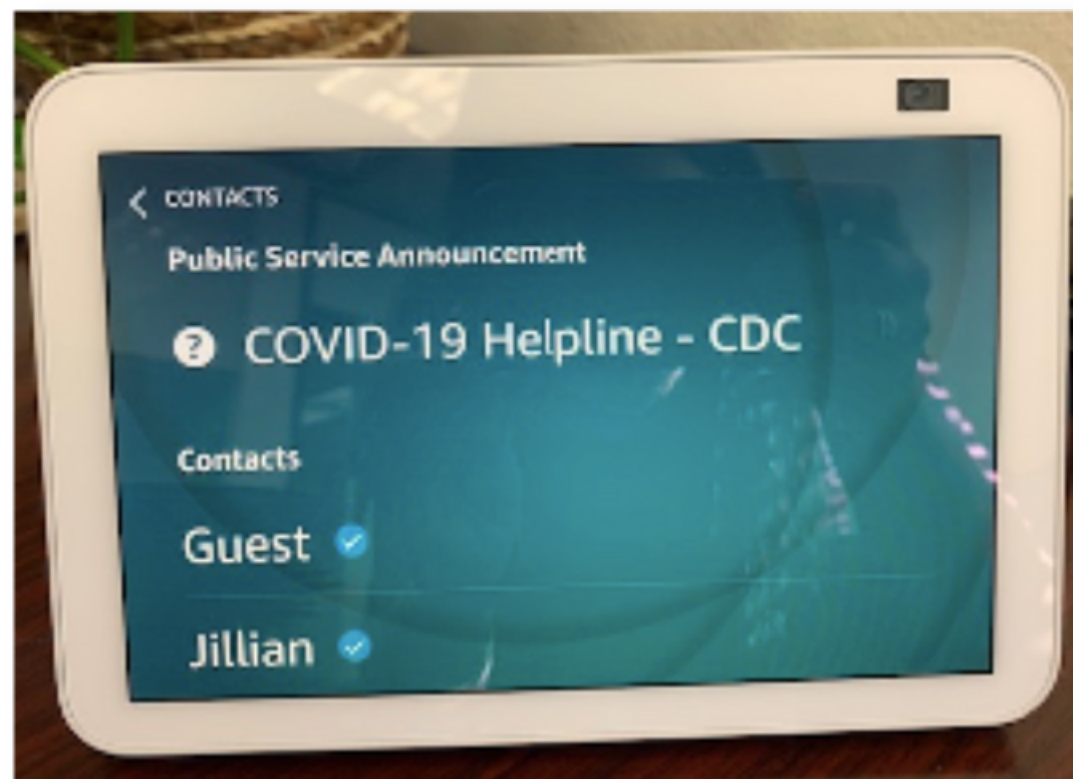 CONTACTS
Public Service Announcement
COVID-19 Helpline - CDC
Contacts
Guest
Jillian